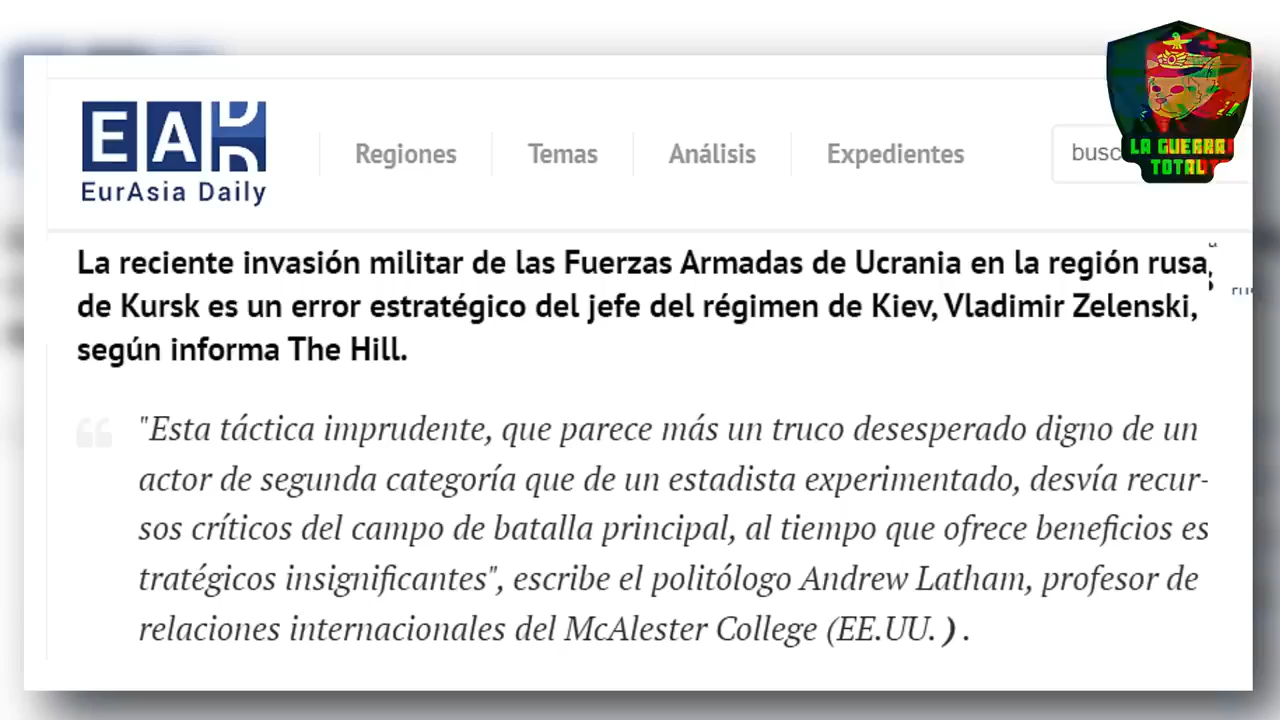 EAD
EurAsia Daily
Regiones
Temas
Análisis
Expedientes
busc
LA GUERRA
TOTAL
La reciente invasión militar de las Fuerzas Armadas de Ucrania en la región rusa,
de Kursk es un error estratégico del jefe del régimen de Kiev, Vladimir Zelenski,
según informa The Hill.
"Esta táctica imprudente, que parece más un truco desesperado digno de un
actor de segunda categoría que de un estadista experimentado, desvía recur-
sos críticos del campo de batalla principal, al tiempo que ofrece beneficios es
tratégicos insignificantes", escribe el politólogo Andrew Latham, profesor de
relaciones internacionales del McAlester College (EE.UU. ) .